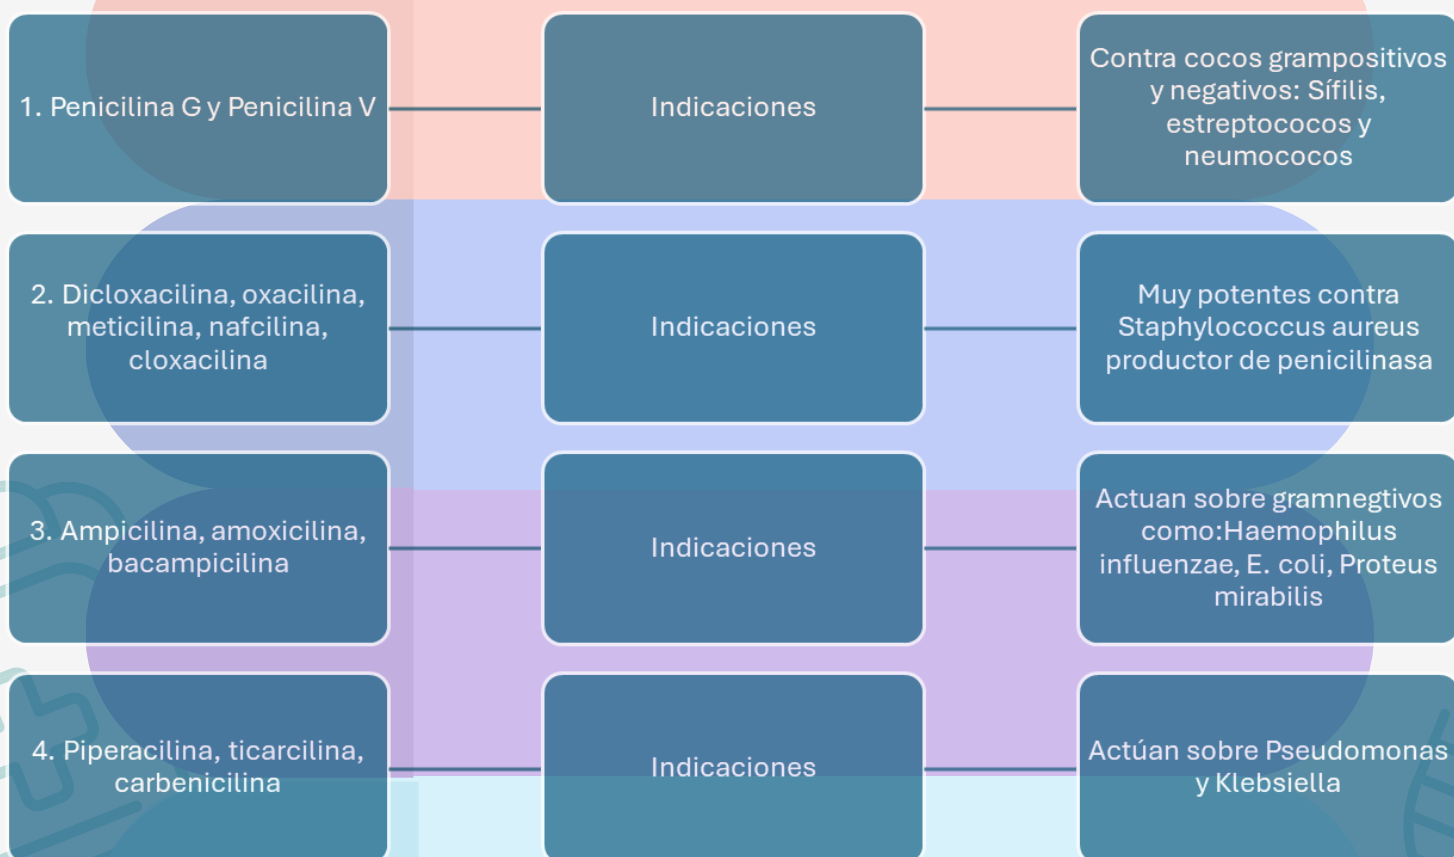 1. Penicilina G y Penicilina V
Indicaciones
Contra cocos grampositivos
y negativos: Sífilis,
estreptococos y
neumococos
2. Dicloxacilina, oxacilina,
meticilina, nafcilina,
cloxacilina
Indicaciones
Muy potentes contra
Staphylococcus aureus
productor de penicilinasa
3. Ampicilina, amoxicilina,
bacampicilina
Indicaciones
Actuan sobre gramnegtivos
como:Haemophilus
influenzae, E. coli, Proteus
mirabilis
4. Piperacilina, ticarcilina,
carbenicilina
Indicaciones
Actúan sobre Pseudomonas
y Klebsiella